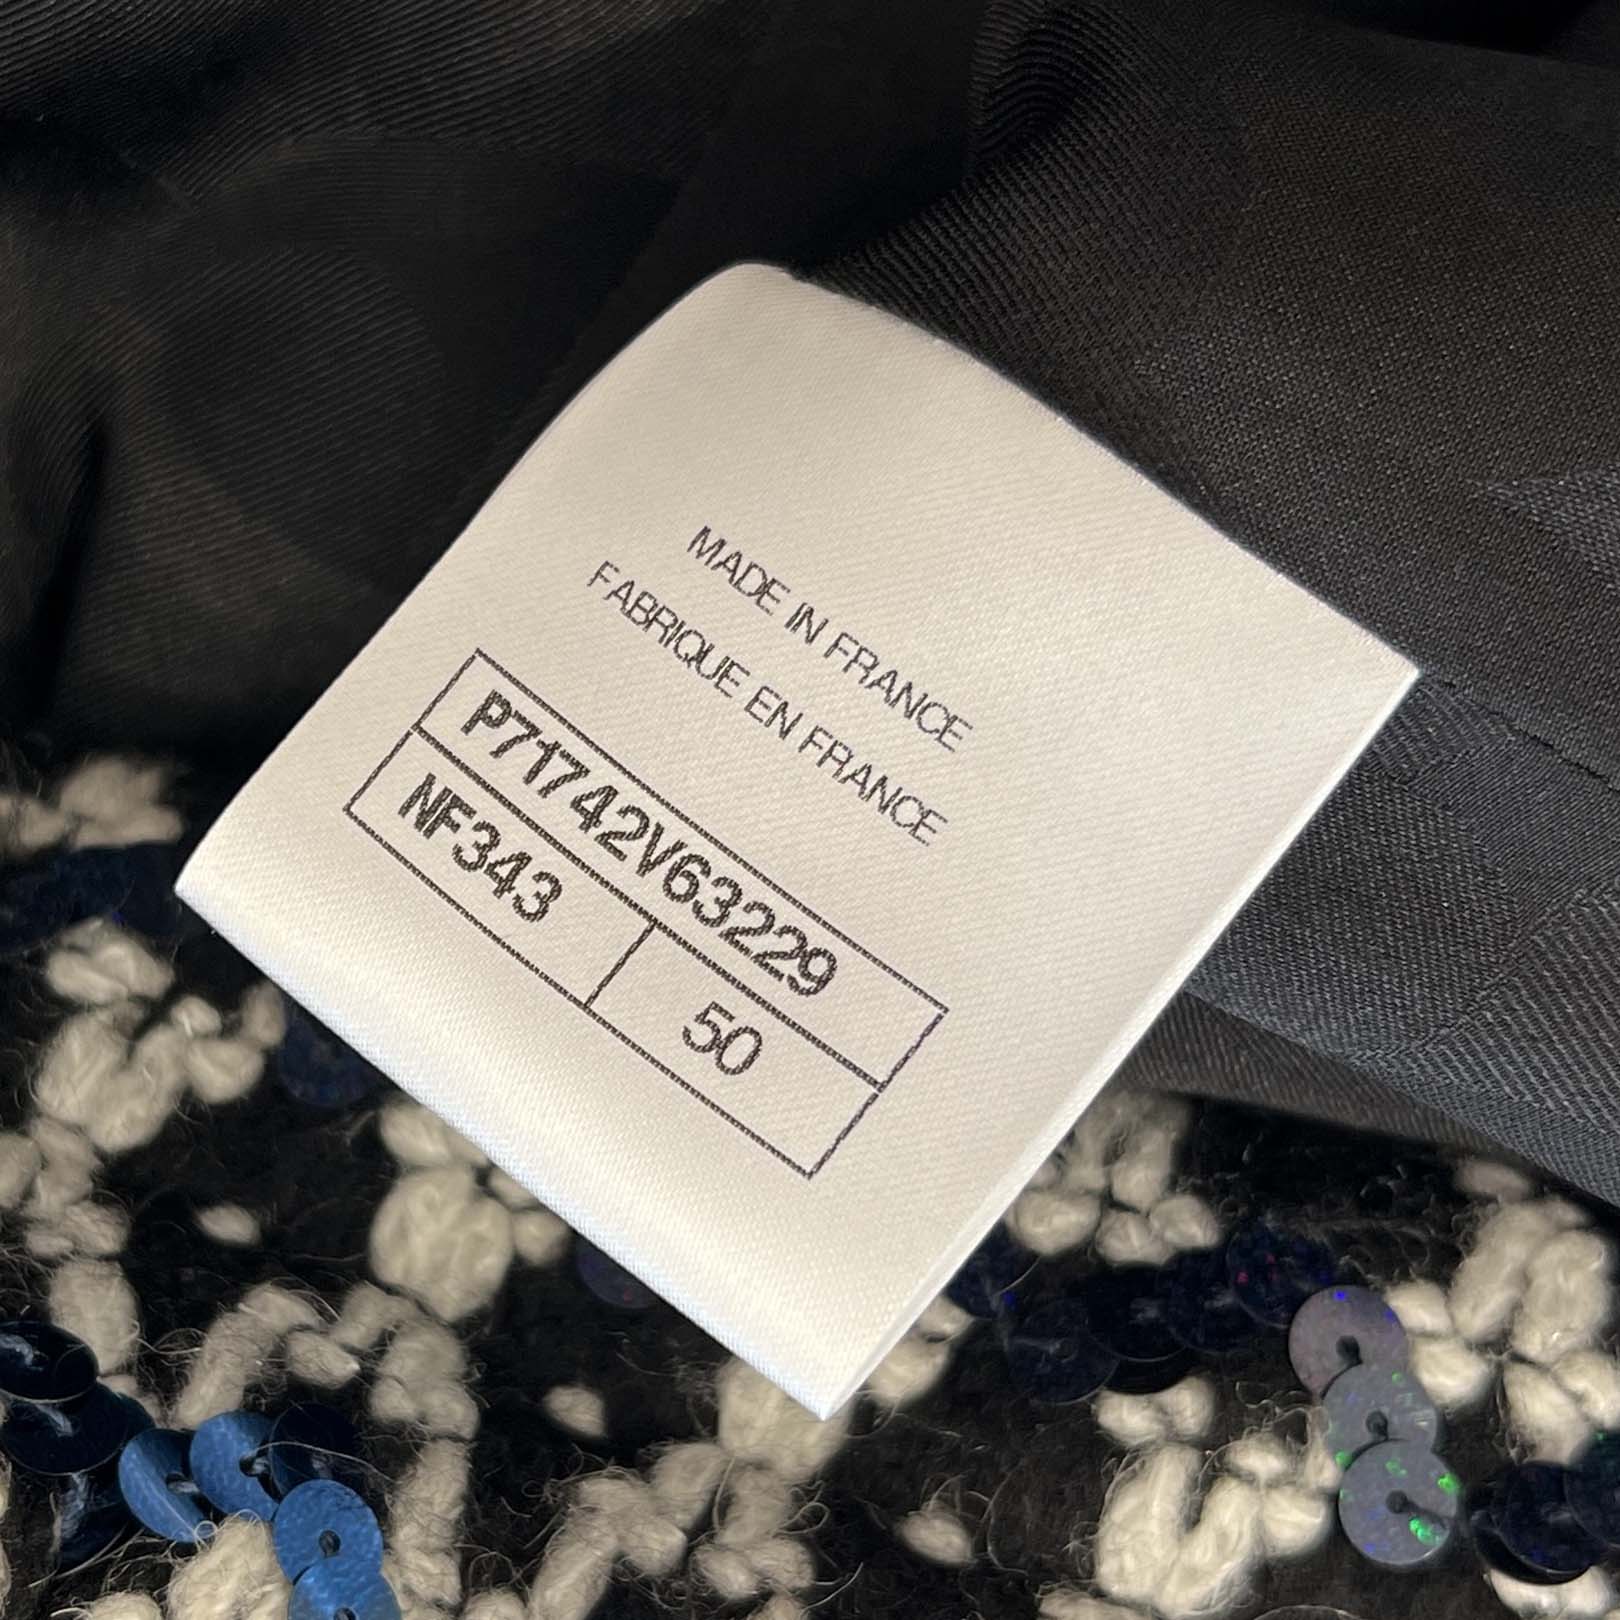 MADE IN FRANCE
FABRIQUE EN FRANCE
P71742V63229
NF343
50